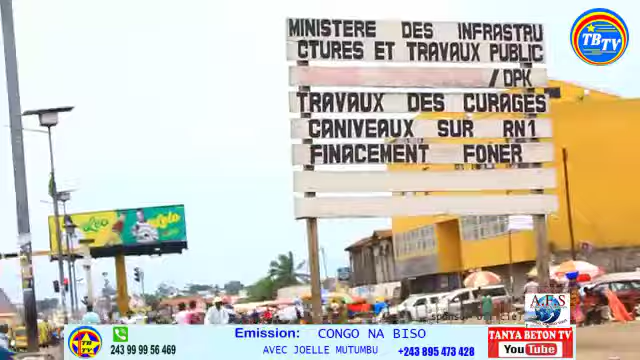 MINISTERE DES INFRASTRU
CTURES ET TRAVAUX PUBLIC
/DPK
TRAVAUX DES CURAGES
CANIVEAUX SUR RN1
FINACEMENT FONER
TBTV
Lelo
Emission: CONGO NA BISO
AVEC JOELLE MUTUMBU
243 99 99 56 469
+243 895 473 428
TANYA BETON TV
YouTube